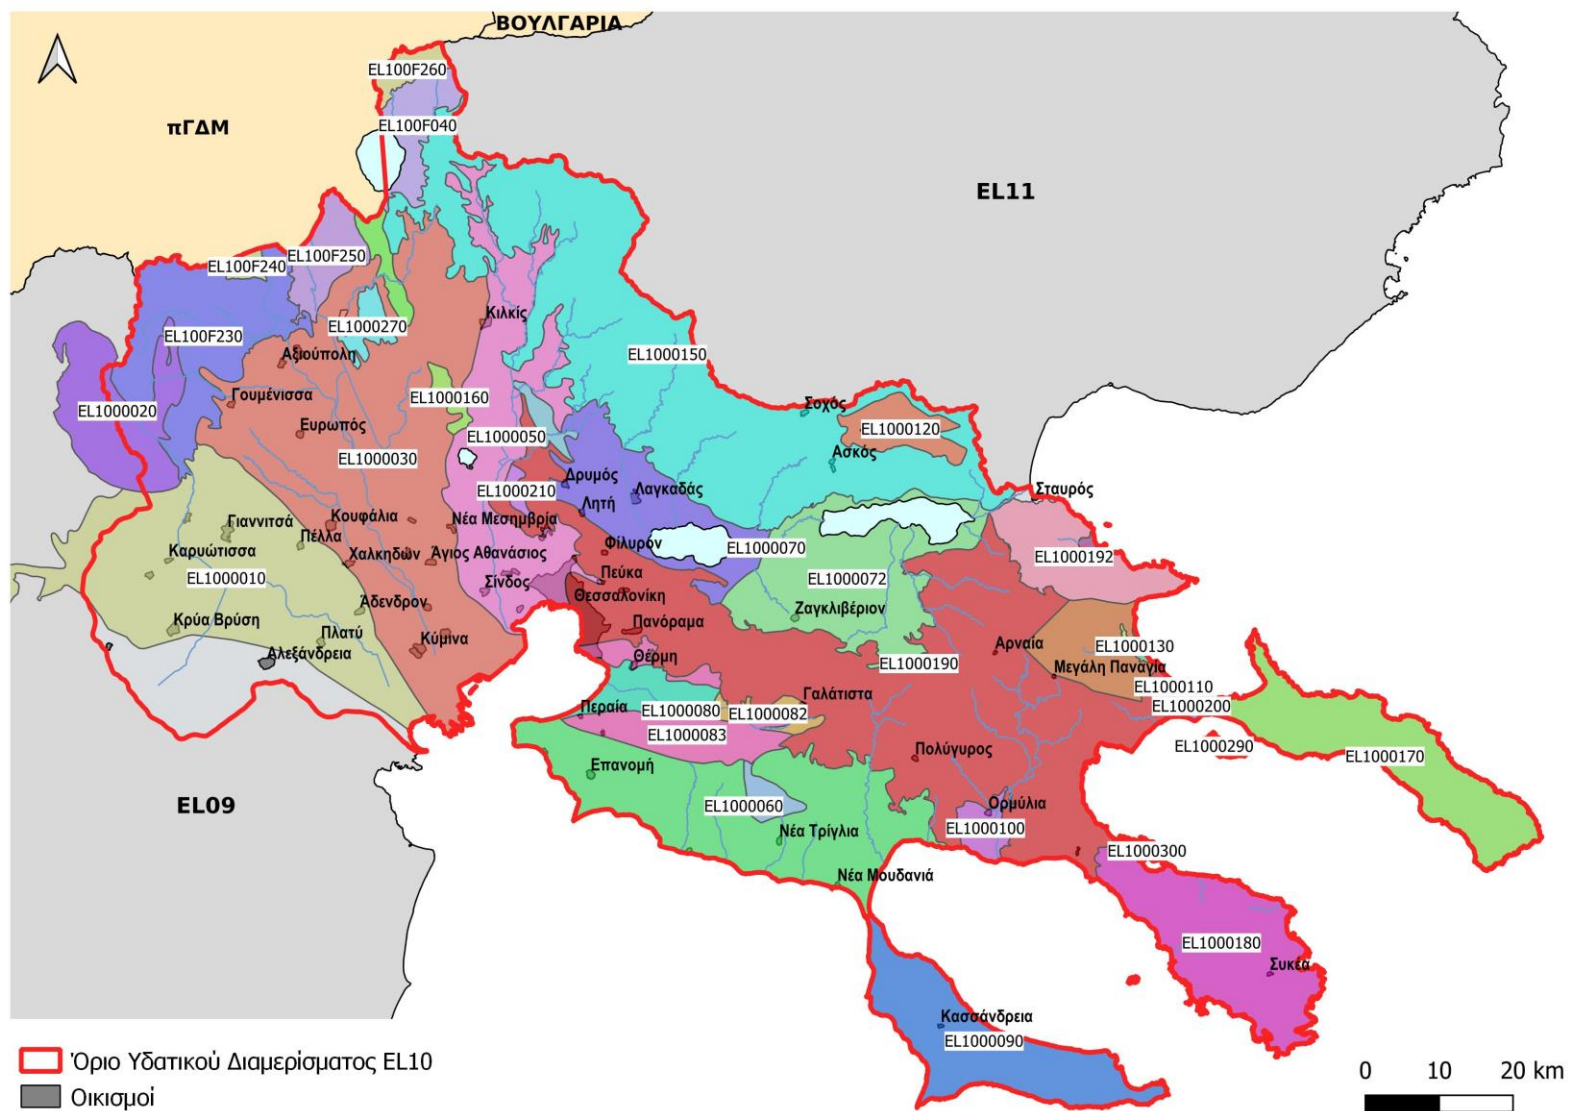 ΒΟΥΛΓΑΡΙΑ
EL100F260
πΓΔΜ
EL100F040
EL11
EL100F250
EL100F240
Κιλκίς
EL1000270
EL100F230
Αξιούπολη
EL1000150
Γουμένισσα
EL1000160
EL1000020
Σοχός
Ευρωπός
EL1000050
EL1000120
EL1000030
Ασκός
Δρυμός
EL1000210
Λαγκαδάς
Σταυρός
Λητή
Γιαννιτσά
Κουφάλια
Νέα Μεσημβρία
Πέλλα
Φίλυρον
EL1000070
EL1000192
Καρυώτισσα
Χαλκηδών
Άγιος Αθανάσιος
EL1000010
Σίνδος
Πεύκα
EL1000072
Θεσσαλονίκη
Άδενδρον
Ζαγκλιβέριον
Κρύα Βρύση
Πλατύ
Κύμινα
Πανόραμα
Αρναία
EL1000130
Αλεξάνδρεια
Θέρμη
EL1000190
Μεγάλη Παναγία
EL1000110
Γαλάτιστα
EL1000200
Περαία
EL1000080
EL1000082
EL1000083
EL1000290
Πολύγυρος
EL1000170
Επανομή
EL09
EL1000060
Ορμύλια
EL1000100
Νέα Τρίγλια
EL1000300
Νέα Μουδανιά
EL1000180
Συκέα
Κασσάνδρεια
EL1000090
Όριο Υδατικού Διαμερίσματος EL10
Οικισμοί
0 10 20 km